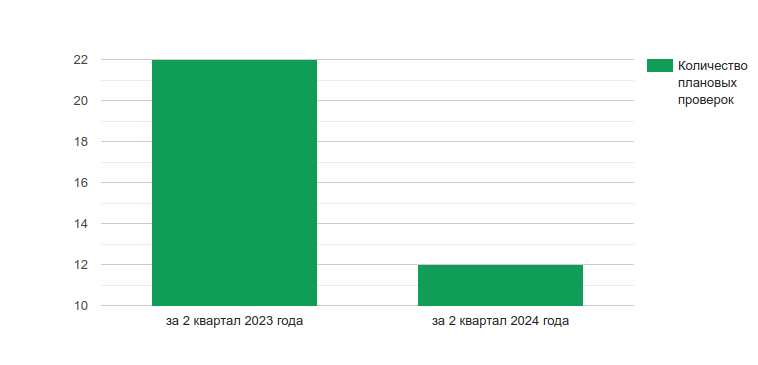 22
20
18
16
14
12
10
за 2 квартал 2023 года
за 2 квартал 2024 года
Количество
плановых
проверок